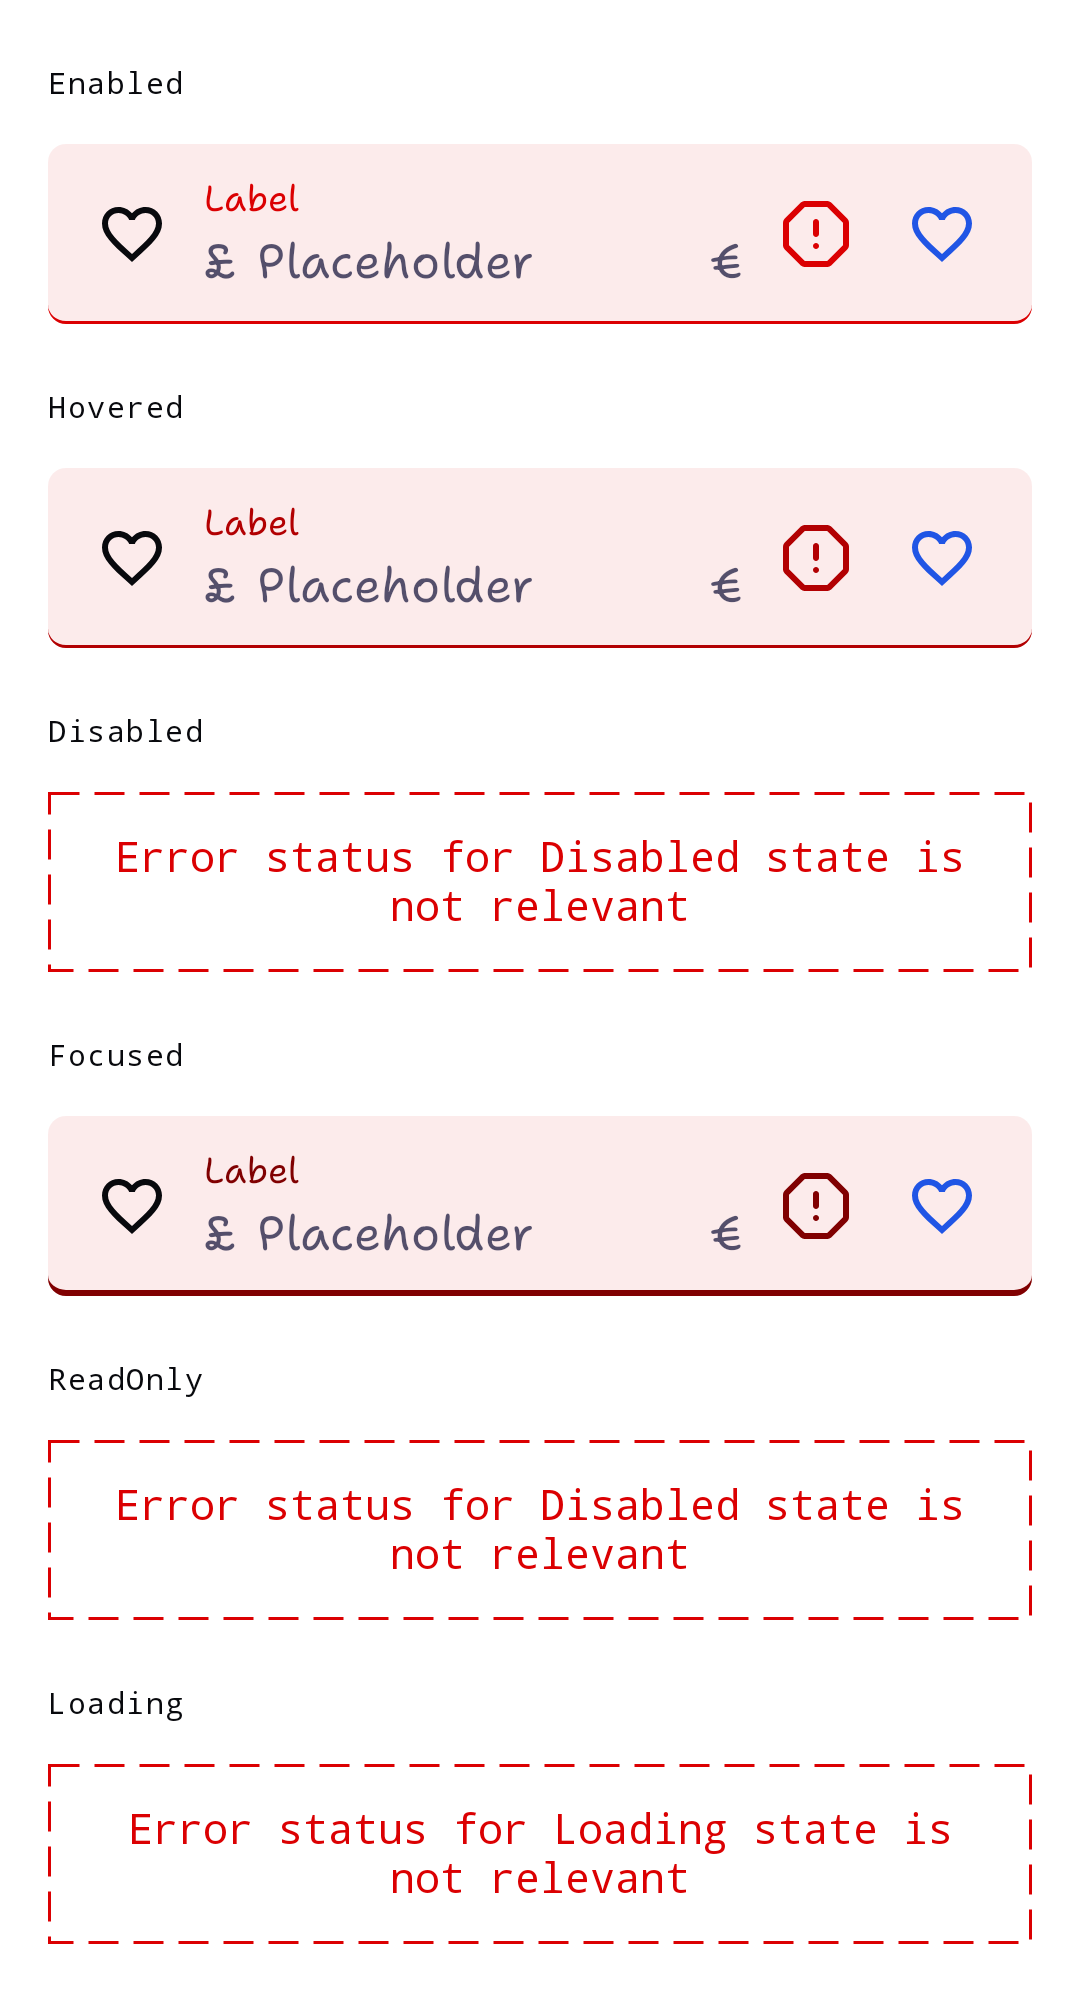 Enabled
Label
£ Placeholder €
Hovered
Label
£ Placeholder €
Disabled
Error status for Disabled state is
not relevant
Focused
Label
£ Placeholder €
ReadOnly
Error status for Disabled state is
not relevant
Loading
Error status for Loading state is
not relevant